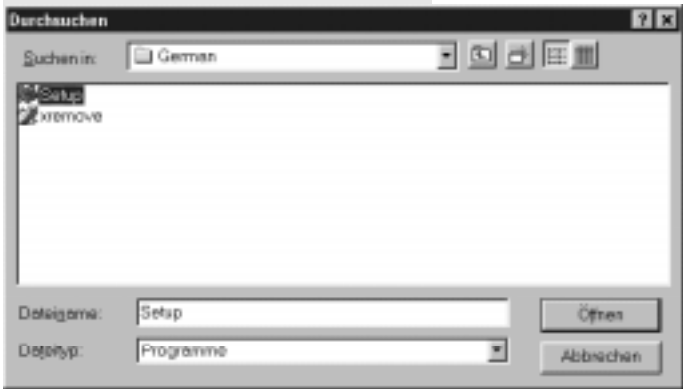 Durchsuchen
Suchen in: German
Setup
xremove
Dateiname: Setup
Öffnen
Dateityp: Programme
Abbrechen